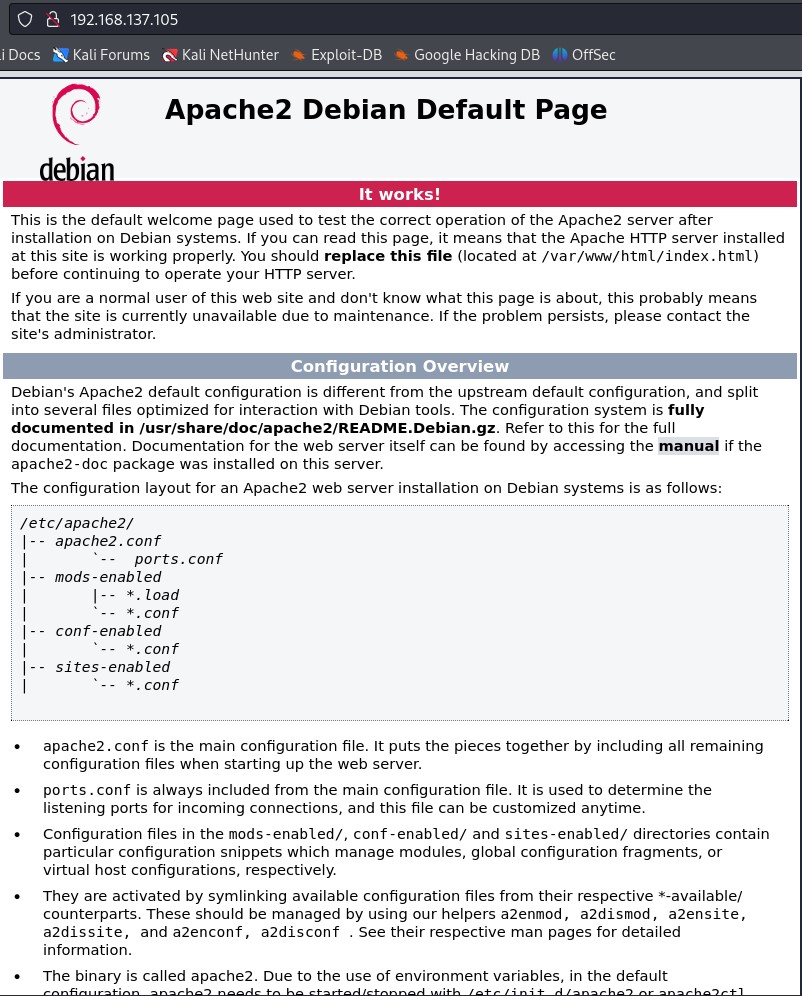 192.168.137.105
i Docs Kali Forums Kali NetHunter Exploit-DB Google Hacking DB OffSec
debian
Apache2 Debian Default Page
It works!
This is the default welcome page used to test the correct operation of the Apache2 server after
installation on Debian systems. If you can read this page, it means that the Apache HTTP server installed
at this site is working properly. You should replace this file (located at /var/www/html/index.html)
before continuing to operate your HTTP server.
If you are a normal user of this web site and don't know what this page is about, this probably means
that the site is currently unavailable due to maintenance. If the problem persists, please contact the
site's administrator.
Configuration Overview
Debian's Apache2 default configuration is different from the upstream default configuration, and split
into several files optimized for interaction with Debian tools. The configuration system is fully
documented in /usr/share/doc/apache2/README.Debian.gz. Refer to this for the full
documentation. Documentation for the web server itself can be found by accessing the manual if the
apache2-doc package was installed on this server.
The configuration layout for an Apache2 web server installation on Debian systems is as follows:
/etc/apache2/
|-- apache2.conf
|       `--  ports.conf
|-- mods-enabled
|       |-- *.load
|       `-- *.conf
|-- conf-enabled
|       `-- *.conf
|-- sites-enabled
|       `-- *.conf
• apache2.conf is the main configuration file. It puts the pieces together by including all remaining
configuration files when starting up the web server.
• ports.conf is always included from the main configuration file. It is used to determine the
listening ports for incoming connections, and this file can be customized anytime.
• Configuration files in the mods-enabled/, conf-enabled/ and sites-enabled/ directories contain
particular configuration snippets which manage modules, global configuration fragments, or
virtual host configurations, respectively.
• They are activated by symlinking available configuration files from their respective *-available/
counterparts. These should be managed by using our helpers a2enmod, a2dismod, a2ensite,
a2dissite, and a2enconf, a2disconf . See their respective man pages for detailed
information.
• The binary is called apache2. Due to the use of environment variables, in the default
configuration, apache2 needs to be started/stopped with /etc/init.d/apache2 or apache2ctl.